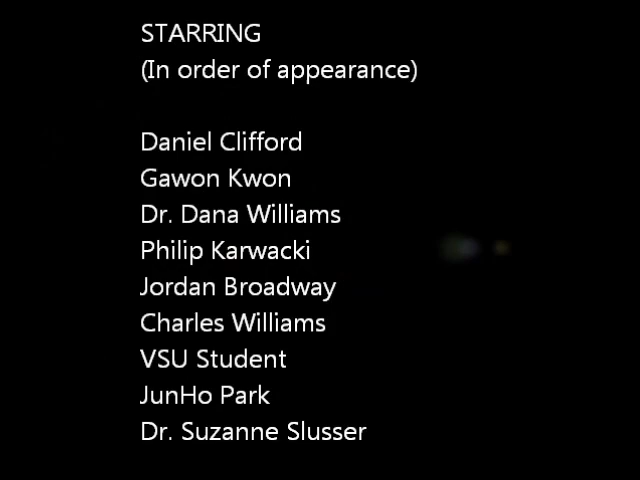 STARRING
(In order of appearance)
Daniel Clifford
Gawon Kwon
Dr. Dana Williams
Philip Karwacki
Jordan Broadway
Charles Williams
VSU Student
JunHo Park
Dr. Suzanne Slusser